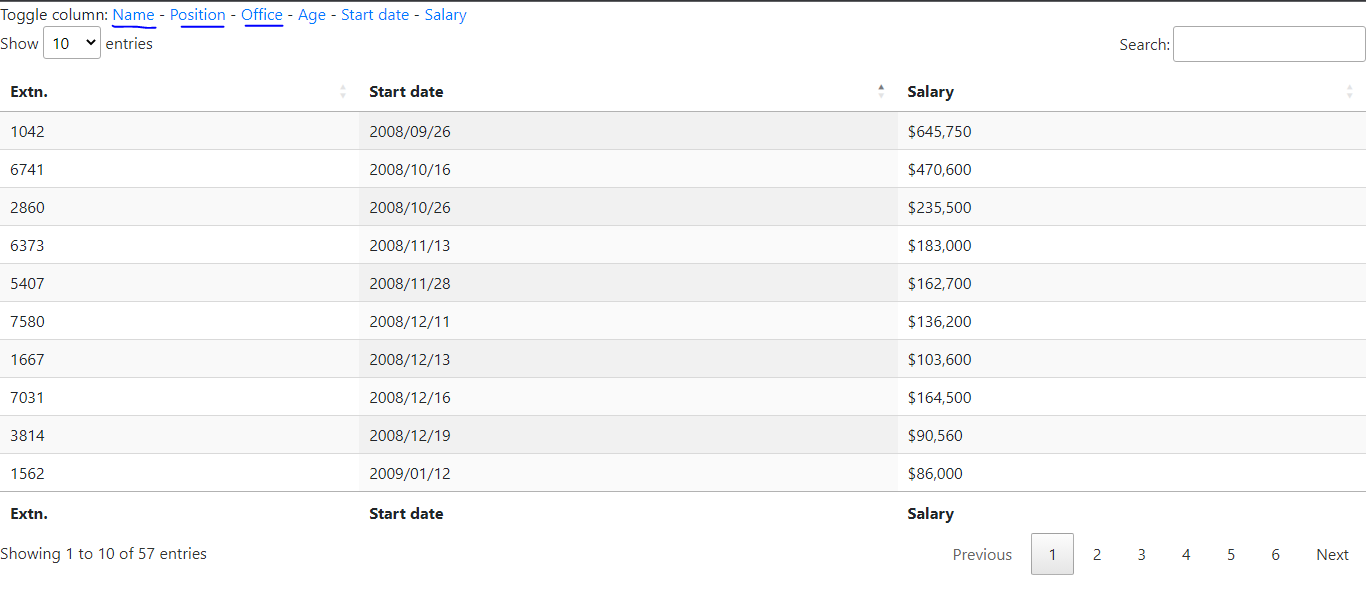 Toggle column: Name - Position - Office - Age - Start date - Salary
Show 10 entries Search:
Extn. Start date Salary
1042 2008/09/26 $645,750
6741 2008/10/16 $470,600
2860 2008/10/26 $235,500
6373 2008/11/13 $183,000
5407 2008/11/28 $162,700
7580 2008/12/11 $136,200
1667 2008/12/13 $103,600
7031 2008/12/16 $164,500
3814 2008/12/19 $90,560
1562 2009/01/12 $86,000
Extn. Start date Salary
Showing 1 to 10 of 57 entries Previous 1 2 3 4 5 6 Next